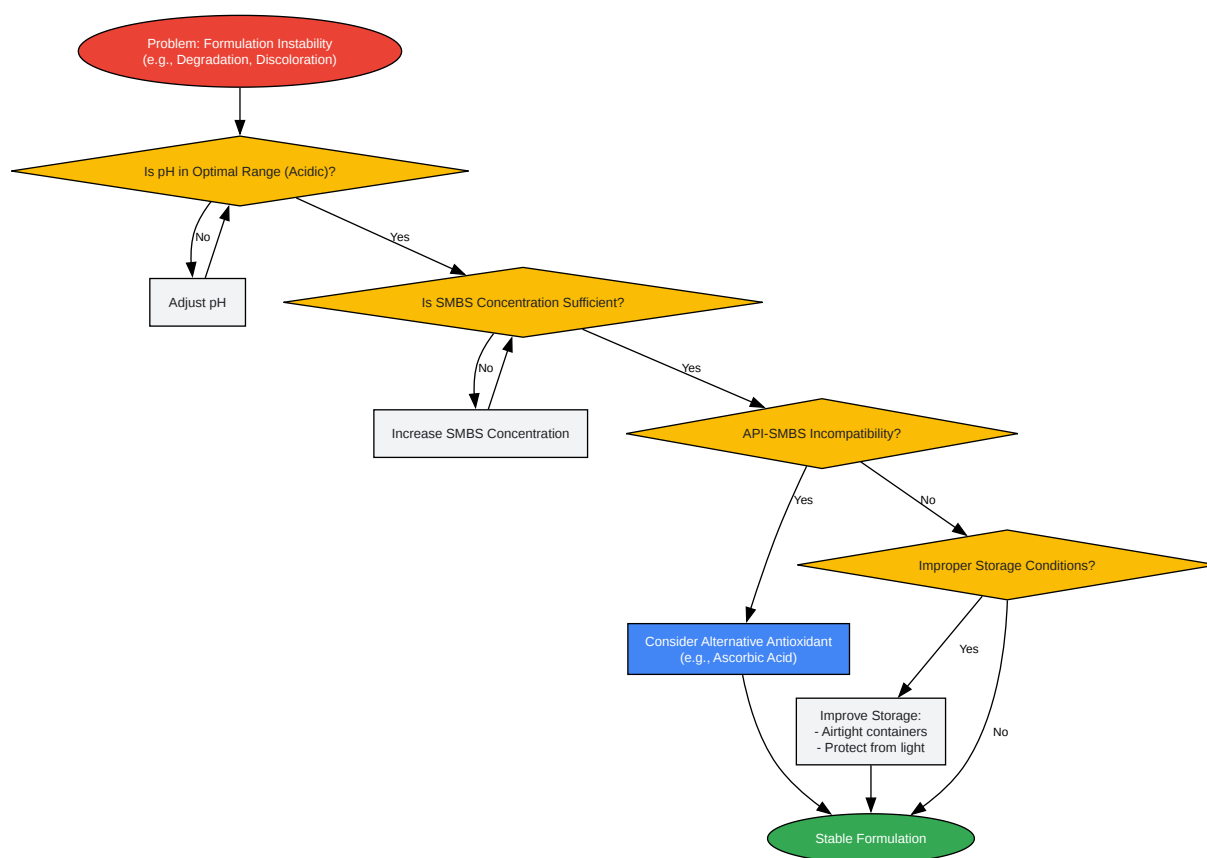 Problem: Formulation Instability
(e.g., Degradation, Discoloration)
Is pH in Optimal Range (Acidic)?
No
Yes
Adjust pH
Is SMBS Concentration Sufficient?
No
Yes
Increase SMBS Concentration
API-SMBS Incompatibility?
Yes
No
Improper Storage Conditions?
Consider Alternative Antioxidant
(e.g., Ascorbic Acid)
Yes
Improve Storage:
- Airtight containers
- Protect from light
No
Stable Formulation